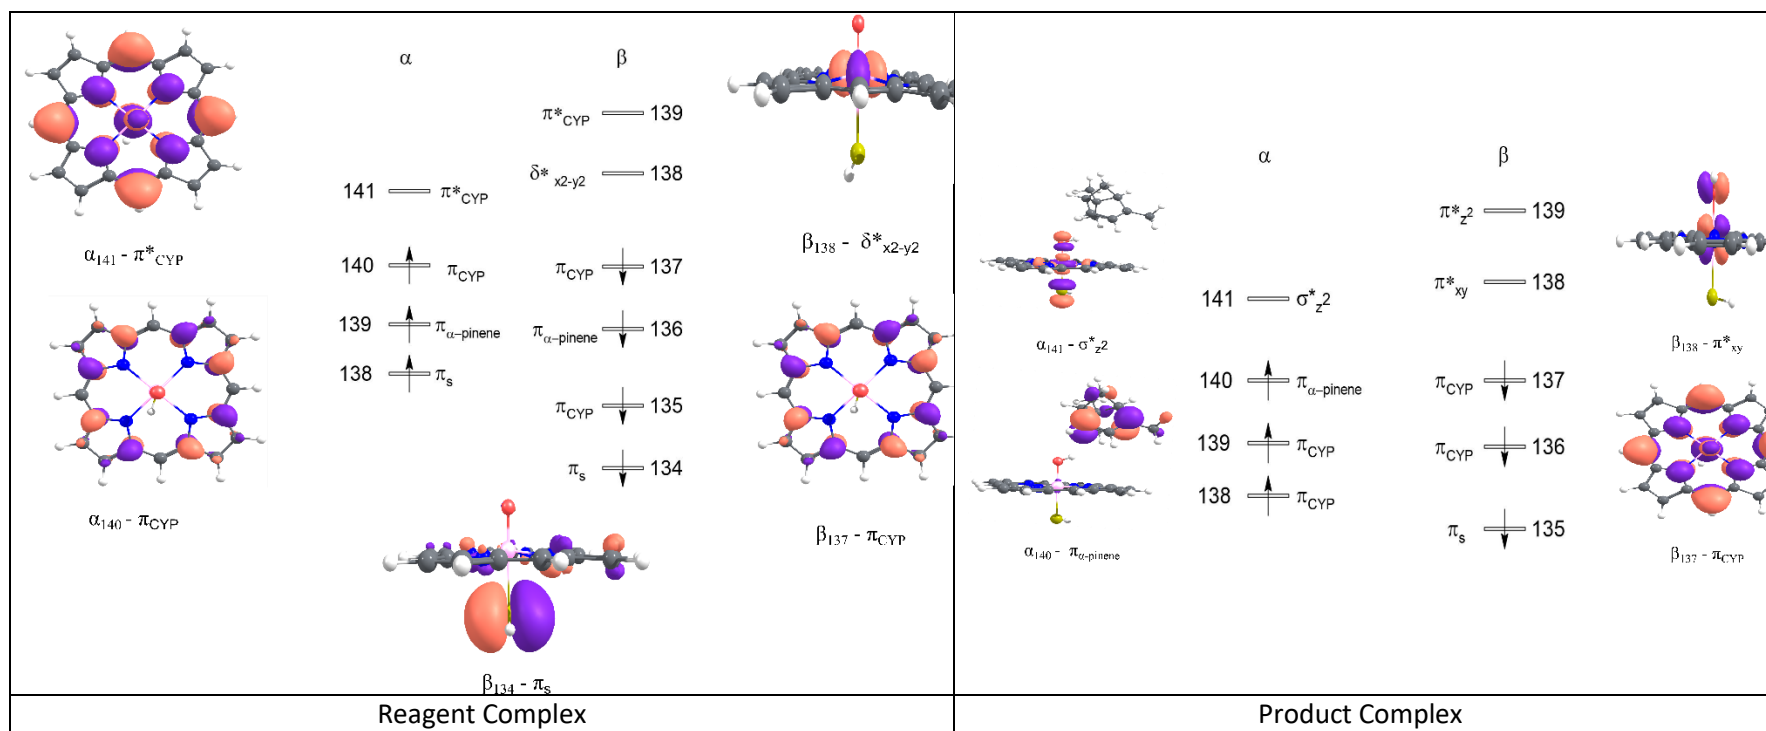 α
β
π*CYP 139
δ* x2-y2 138
141 π*CYP
α141 - π*CYP
β138 - δ*x2-y2
140 πCYP
πCYP 137
139 πα–pinene
πα–pinene 136
138 πs
πCYP 135
πs 134
α140 - πCYP
β137 - πCYP
β134 - πs
Reagent Complex
α
β
π*z2 139
π*xy 138
141 σ*z2
α141 - σ*z2
β138 - π*xy
140 πα–pinene
πCYP 137
139 πCYP
πCYP 136
138 πCYP
πs 135
α140 - πα-pinene
β137 - πCYP
Product Complex